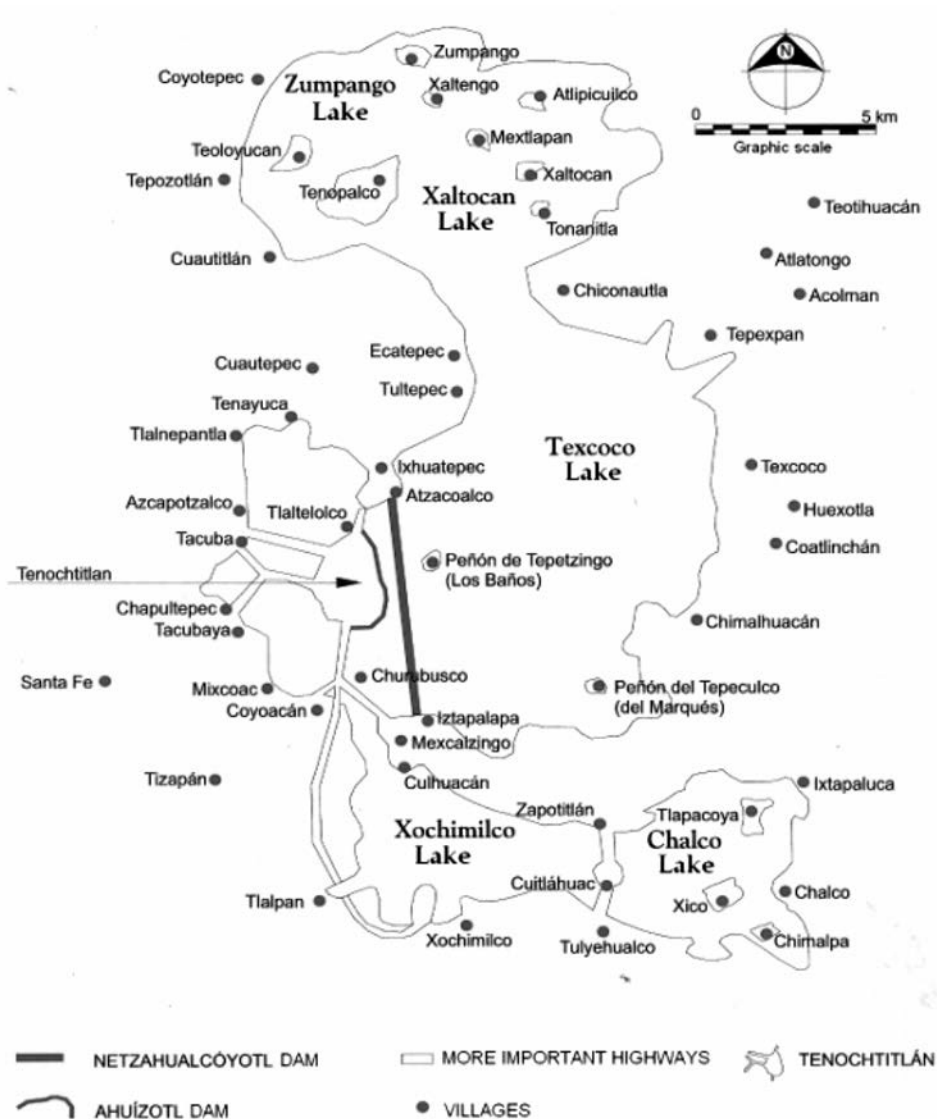 Zumpango
Coyotepec
Zumpango
Lake
Xaltengo
Atlipicuilco
N
0
5 km
Graphic scale
Mextlapan
Teoloyucan
Tepozotlán
Tenopalco
Xaltocan
Xaltocan
Lake
Tonanitla
Teotihuacán
Cuautitlán
Atlatongo
Chiconautla
Acolman
Tepexpan
Ecatepec
Cuautepec
Tultepec
Tenayuca
Tlalnepantla
Texcoco
Lake
Ixhuatepec
Texcoco
Atzacoalco
Azcapotzalco
Tlaltelolco
Huexotla
Tacuba
Coatlinchán
Peñón de Tepetzingo
(Los Baños)
Tenochtitlan
Chapultepec
Tacubaya
Chimalhuacán
Santa Fe
Churubusco
Mixcoac
Peñón del Tepeculco
(del Marqués)
Coyoacán
Iztapalapa
Mexcalzingo
Tizapán
Culhuacán
Ixtapaluca
Zapotitlán
Tlapacoya
Xochimilco
Lake
Chalco
Lake
Cuitláhuac
Chalco
Tlalpan
Xico
Xochimilco
Tulyehualco
Chimalpa
NETZAHUALCÓYOTL DAM
MORE IMPORTANT HIGHWAYS
TENOCHTITLÁN
AHUÍZOTL DAM
VILLAGES